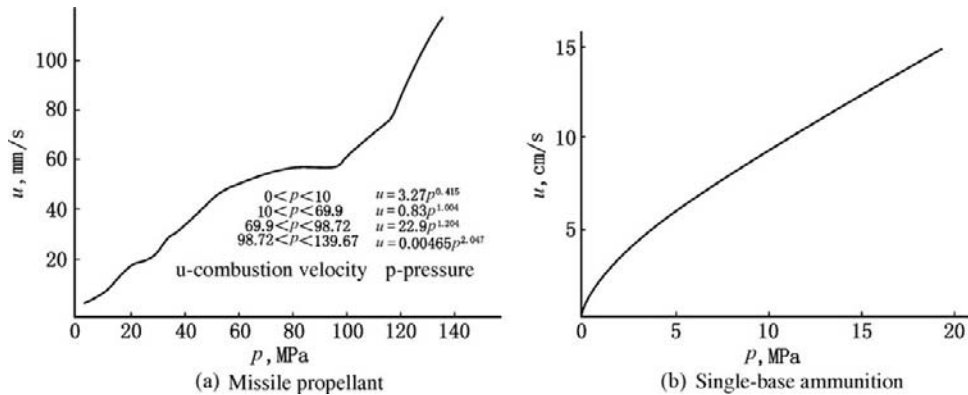 u, mm/s
100
80
60
40
20
0 20 40 60 80 100 120 140
p, MPa
0<p<10 u=3.27p^0.415
10<p<69.9 u=0.83p^1.004
69.9<p<98.72 u=22.9p^1.204
98.72<p<139.67 u=0.00465p^2.047
u-combustion velocity p-pressure
(a) Missile propellant
u, cm/s
15
10
5
0 5 10 15 20
p, MPa
(b) Single-base ammunition